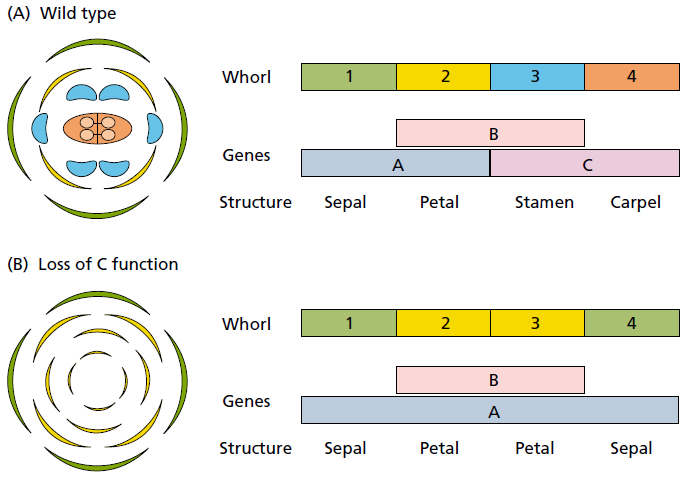 (A) Wild type
Whorl 1 2 3 4
B
Genes
A C
Structure Sepal Petal Stamen Carpel
(B) Loss of C function
Whorl 1 2 3 4
B
Genes
A
Structure Sepal Petal Petal Sepal